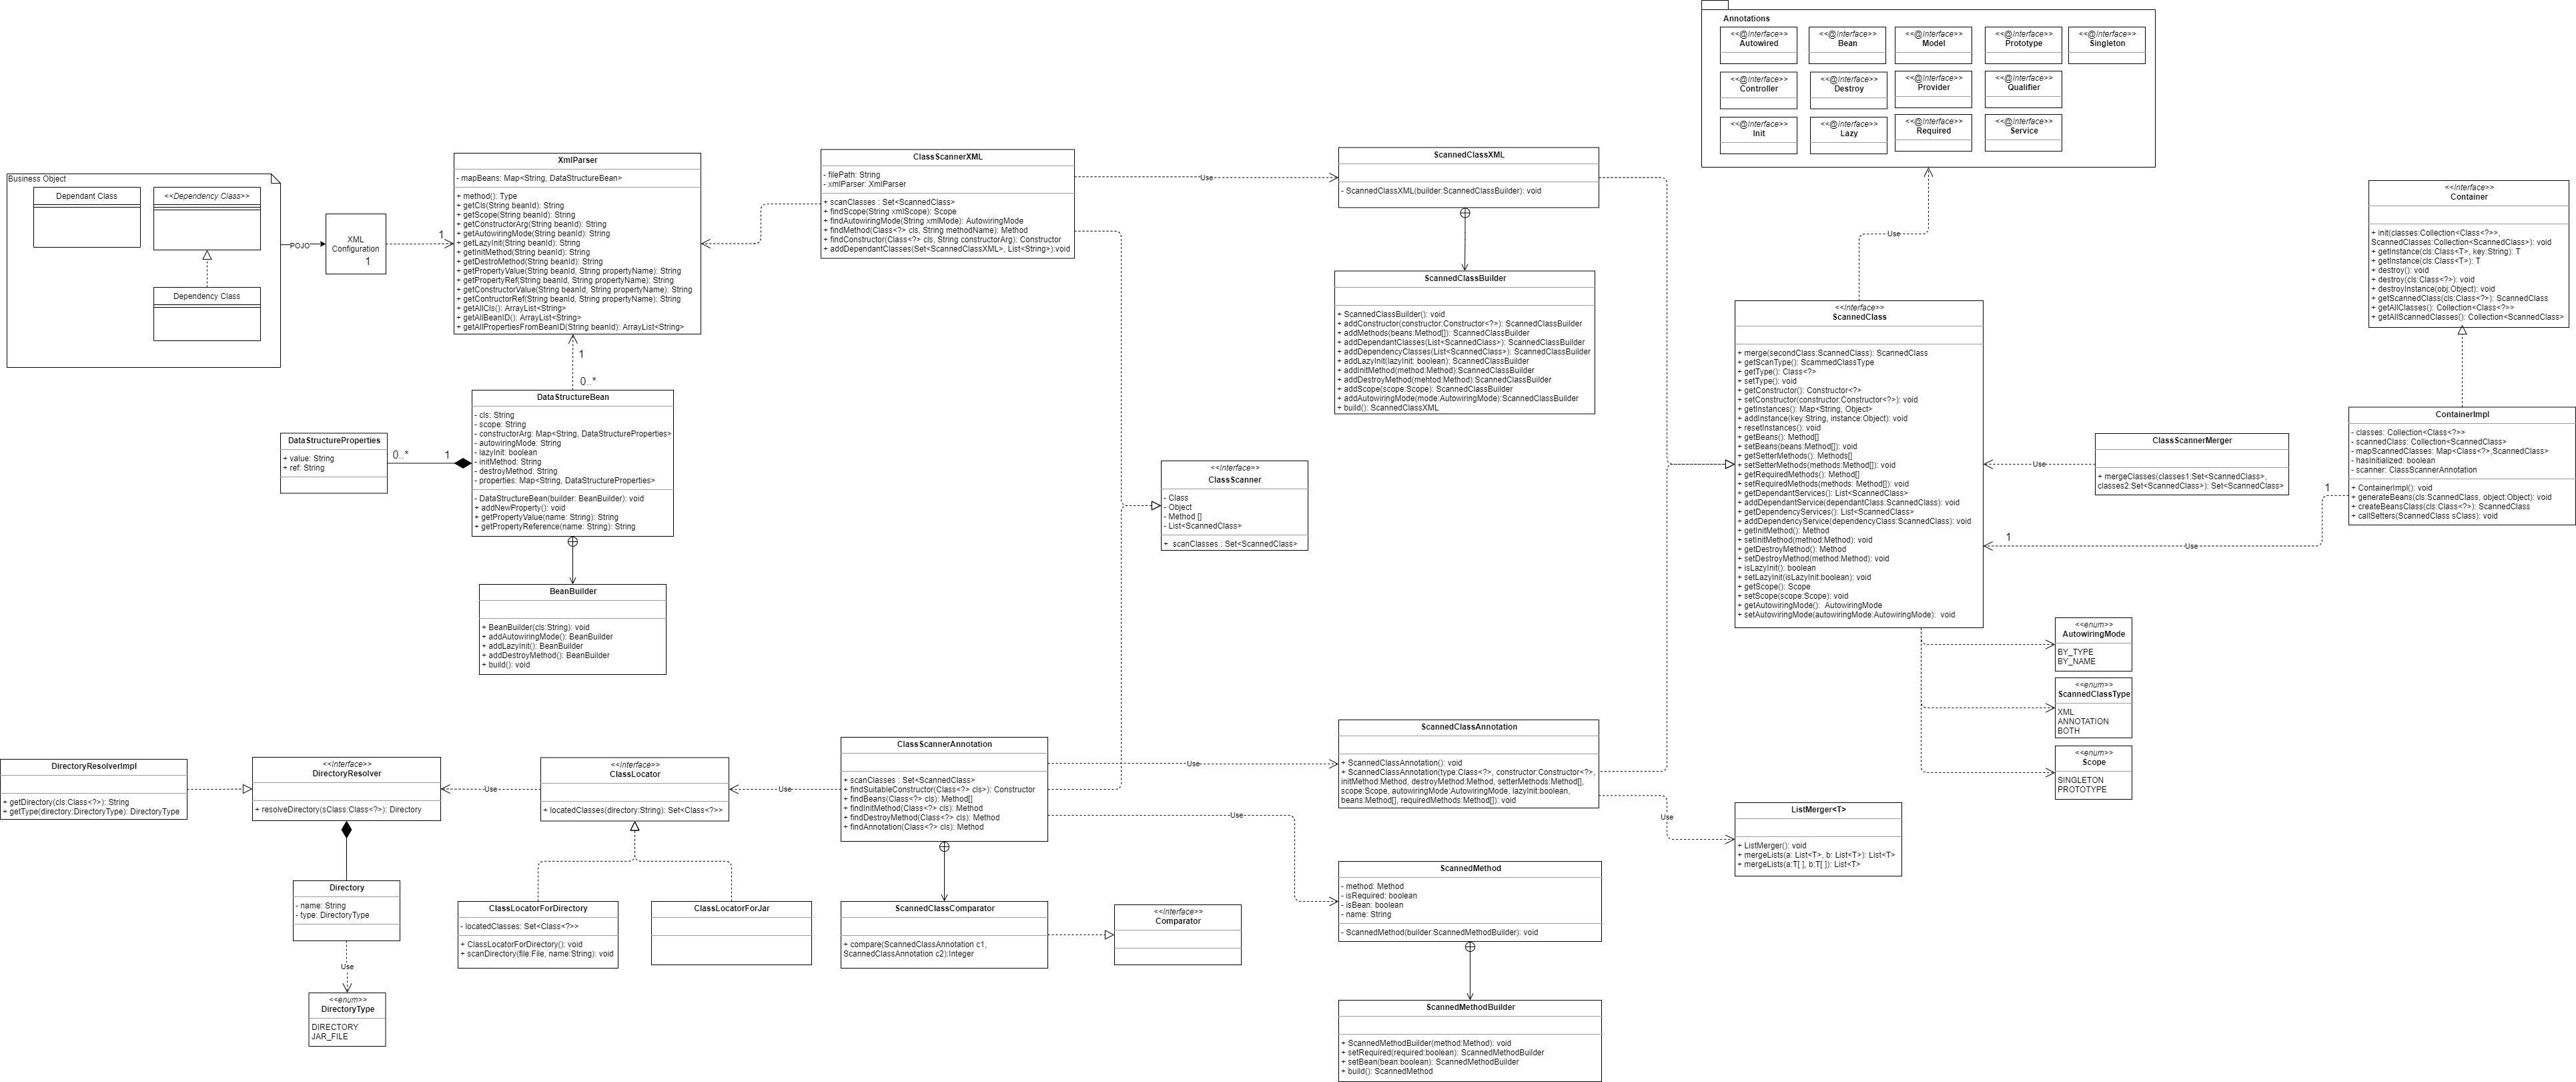 Annotations
<<@Interface>>
Autowired
<<@Interface>>
Bean
<<@Interface>>
Model
<<@Interface>>
Prototype
<<@Interface>>
Singleton
<<@Interface>>
Controller
<<@Interface>>
Destroy
<<@Interface>>
Provider
<<@Interface>>
Qualifier
<<@Interface>>
Init
<<@Interface>>
Lazy
<<@Interface>>
Required
<<@Interface>>
Service
Business Object
Dependant Class
<<Dependency Class>>
Dependency Class
POJO
XML
Configuration
1
1
XmlParser
- mapBeans: Map<String, DataStructureBean>
+ method(): Type
+ getCls(String beanId): String
+ getScope(String beanId): String
+ getConstructorArg(String beanId): String
+ getAutowiringMode(String beanId): String
+ getLazyInit(String beanId): String
+ getInitMethod(String beanId): String
+ getDestroMethod(String beanId): String
+ getPropertyValue(String beanId, String propertyName): String
+ getPropertyRef(String beanId, String propertyName): String
+ getConstructorValue(String beanId, String propertyName): String
+ getContructorRef(String beanId, String propertyName): String
+ getAllCls(): ArrayList<String>
+ getAllBeanID(): ArrayList<String>
+ getAllPropertiesFromBeanID(String beanId): ArrayList<String>
1
0..*
ClassScannerXML
- filePath: String
- xmlParser: XmlParser
+ scanClasses : Set<ScannedClass>
+ findScope(String xmlScope): Scope
+ findAutowiringMode(String xmlMode): AutowiringMode
+ findMethod(Class<?> cls, String methodName): Method
+ findConstructor(Class<?> cls, String constructorArg): Constructor
+ addDependantClasses(Set<ScannedClassXML>, List<String>):void
Use
ScannedClassXML
- ScannedClassXML(builder:ScannedClassBuilder): void
ScannedClassBuilder
+ ScannedClassBuilder(): void
+ addConstructor(constructor:Constructor<?>): ScannedClassBuilder
+ addMethods(beans:Method[]): ScannedClassBuilder
+ addDependantClasses(List<ScannedClass>): ScannedClassBuilder
+ addDependencyClasses(List<ScannedClass>): ScannedClassBuilder
+ addLazyInit(lazyInit: boolean): ScannedClassBuilder
+ addInitMethod(method:Method):ScannedClassBuilder
+ addDestroyMethod(mehtod:Method):ScannedClassBuilder
+ addScope(scope:Scope): ScannedClassBuilder
+ addAutowiringMode(mode:AutowiringMode):ScannedClassBuilder
+ build(): ScannedClassXML
Use
<<interface>>
ScannedClass
+ merge(secondClass:ScannedClass): ScannedClass
+ getScanType(): ScammedClassType
+ getType(): Class<?>
+ setType(): void
+ getConstructor(): Constructor<?>
+ setConstructor(constructor:Constructor<?>): void
+ getInstances(): Map<String, Object>
+ addInstance(key:String, instance:Object): void
+ resetInstances(): void
+ getBeans(): Method[]
+ setBeans(beans:Method[]): void
+ getSetterMethods(): Methods[]
+ setSetterMethods(methods:Method[]): void
+ getRequiredMethods(): Method[]
+ setRequiredMethods(methods: Method[]): void
+ getDependantServices(): List<ScannedClass>
+ addDependantService(dependantClass:ScannedClass): void
+ getDependencyServices(): List<ScannedClass>
+ addDependencyService(dependencyClass:ScannedClass): void
+ getInitMethod(): Method
+ setInitMethod(method:Method): void
+ getDestroyMethod(): Method
+ setDestroyMethod(method:Method): void
+ isLazyInit(): boolean
+ setLazyInit(isLazyInit:boolean): void
+ getScope(): Scope
+ setScope(scope:Scope): void
+ getAutowiringMode(): AutowiringMode
+ setAutowiringMode(autowiringMode:AutowiringMode): void
<<interface>>
Container
+ init(classes:Collection<Class<?>>,
ScannedClasses:Collection<ScannedClass>): void
+ getInstance(cls:Class<T>, key:String): T
+ getInstance(cls:Class<T>): T
+ destroy(): void
+ destroy(cls:Class<?>): void
+ destroyInstance(obj:Object): void
+ getScannedClass(cls:Class<?>): ScannedClass
+ getAllClasses(): Collection<Class<?>>
+ getAllScannedClasses(): Collection<ScannedClass>
ContainerImpl
- classes: Collection<Class<?>>
- scannedClass: Collection<ScannedClass>
- mapScannedClasses: Map<Class<?>,ScannedClass>
- hasInitialized: boolean
- scanner: ClassScannerAnnotation
+ ContainerImpl(): void
+ generateBeans(cls:ScannedClass, object:Object): void
+ createBeansClass(cls:Class<?>): ScannedClass
+ callSetters(ScannedClass sClass): void
ClassScannerMerger
+ mergeClasses(classes1:Set<ScannedClass>,
classes2:Set<ScannedClass>): Set<ScannedClass>
Use
1
1
Use
DataStructureBean
- cls: String
- scope: String
- constructorArg: Map<String, DataStructureProperties>
- autowiringMode: String
- lazyInit: boolean
- initMethod: String
- destroyMethod: String
- properties: Map<String, DataStructureProperties>
- DataStructureBean(builder: BeanBuilder): void
+ addNewProperty(): void
+ getPropertyValue(name: String): String
+ getPropertyReference(name: String): String
DataStructureProperties
+ value: String
+ ref: String
0..*
1
BeanBuilder
+ BeanBuilder(cls:String): void
+ addAutowiringMode(): BeanBuilder
+ addLazyInit(): BeanBuilder
+ addDestroyMethod(): BeanBuilder
+ build(): void
<<interface>>
ClassScanner
- Class
- Object
- Method []
- List<ScannedClass>
+ scanClasses : Set<ScannedClass>
<<enum>>
AutowiringMode
BY_TYPE
BY_NAME
<<enum>>
ScannedClassType
XML
ANNOTATION
BOTH
<<enum>>
Scope
SINGLETON
PROTOTYPE
DirectoryResolverImpl
+ getDirectory(cls:Class<?>): String
+ getType(directory:DirectoryType): DirectoryType
<<interface>>
DirectoryResolver
+ resolveDirectory(sClass:Class<?>): Directory
Use
<<interface>>
ClassLocator
+ locatedClasses(directory:String): Set<Class<?>>
Use
ClassScannerAnnotation
+ scanClasses : Set<ScannedClass>
+ findSuitableConstructor(Class<?> cls>): Constructor
+ findBeans(Class<?> cls): Method[]
+ findInitMethod(Class<?> cls): Method
+ findDestroyMethod(Class<?> cls): Method
+ findAnnotation(Class<?> cls): Method
Use
Use
ScannedClassAnnotation
+ ScannedClassAnnotation(): void
+ ScannedClassAnnotation(type:Class<?>, constructor:Constructor<?>,
initMethod:Method, destroyMethod:Method, setterMethods:Method[],
scope:Scope, autowiringMode:AutowiringMode, lazyInit:boolean,
beans:Method[], requiredMethods:Method[]): void
Use
ListMerger<T>
+ ListMerger(): void
+ mergeLists(a: List<T>, b: List<T>): List<T>
+ mergeLists(a:T[ ], b:T[ ]): List<T>
Directory
- name: String
- type: DirectoryType
Use
<<enum>>
DirectoryType
DIRECTORY
JAR_FILE
ClassLocatorForDirectory
- locatedClasses: Set<Class<?>>
+ ClassLocatorForDirectory(): void
+ scanDirectory(file:File, name:String): void
ClassLocatorForJar
ScannedClassComparator
+ compare(ScannedClassAnnotation c1,
ScannedClassAnnotation c2):Integer
<<interface>>
Comparator
ScannedMethod
- method: Method
- isRequired: boolean
- isBean: boolean
- name: String
- ScannedMethod(builder:ScannedMethodBuilder): void
ScannedMethodBuilder
+ ScannedMethodBuilder(method:Method): void
+ setRequired(required:boolean): ScannedMethodBuilder
+ setBean(bean:boolean): ScannedMethodBuilder
+ build(): ScannedMethod